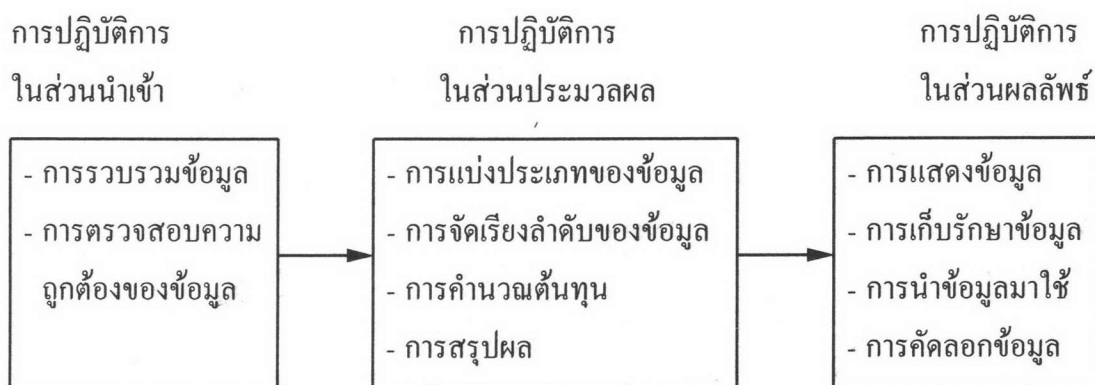 การปฏิบัติการ
ในส่วนนำเข้า
- การรวบรวมข้อมูล
- การตรวจสอบความ
ถูกต้องของข้อมูล
การปฏิบัติการ
ในส่วนประมวลผล
- การแบ่งประเภทของข้อมูล
- การจัดเรียงลำดับของข้อมูล
- การคำนวณต้นทุน
- การสรุปผล
การปฏิบัติการ
ในส่วนผลลัพธ์
- การแสดงข้อมูล
- การเก็บรักษาข้อมูล
- การนำข้อมูลมาใช้
- การคัดลอกข้อมูล